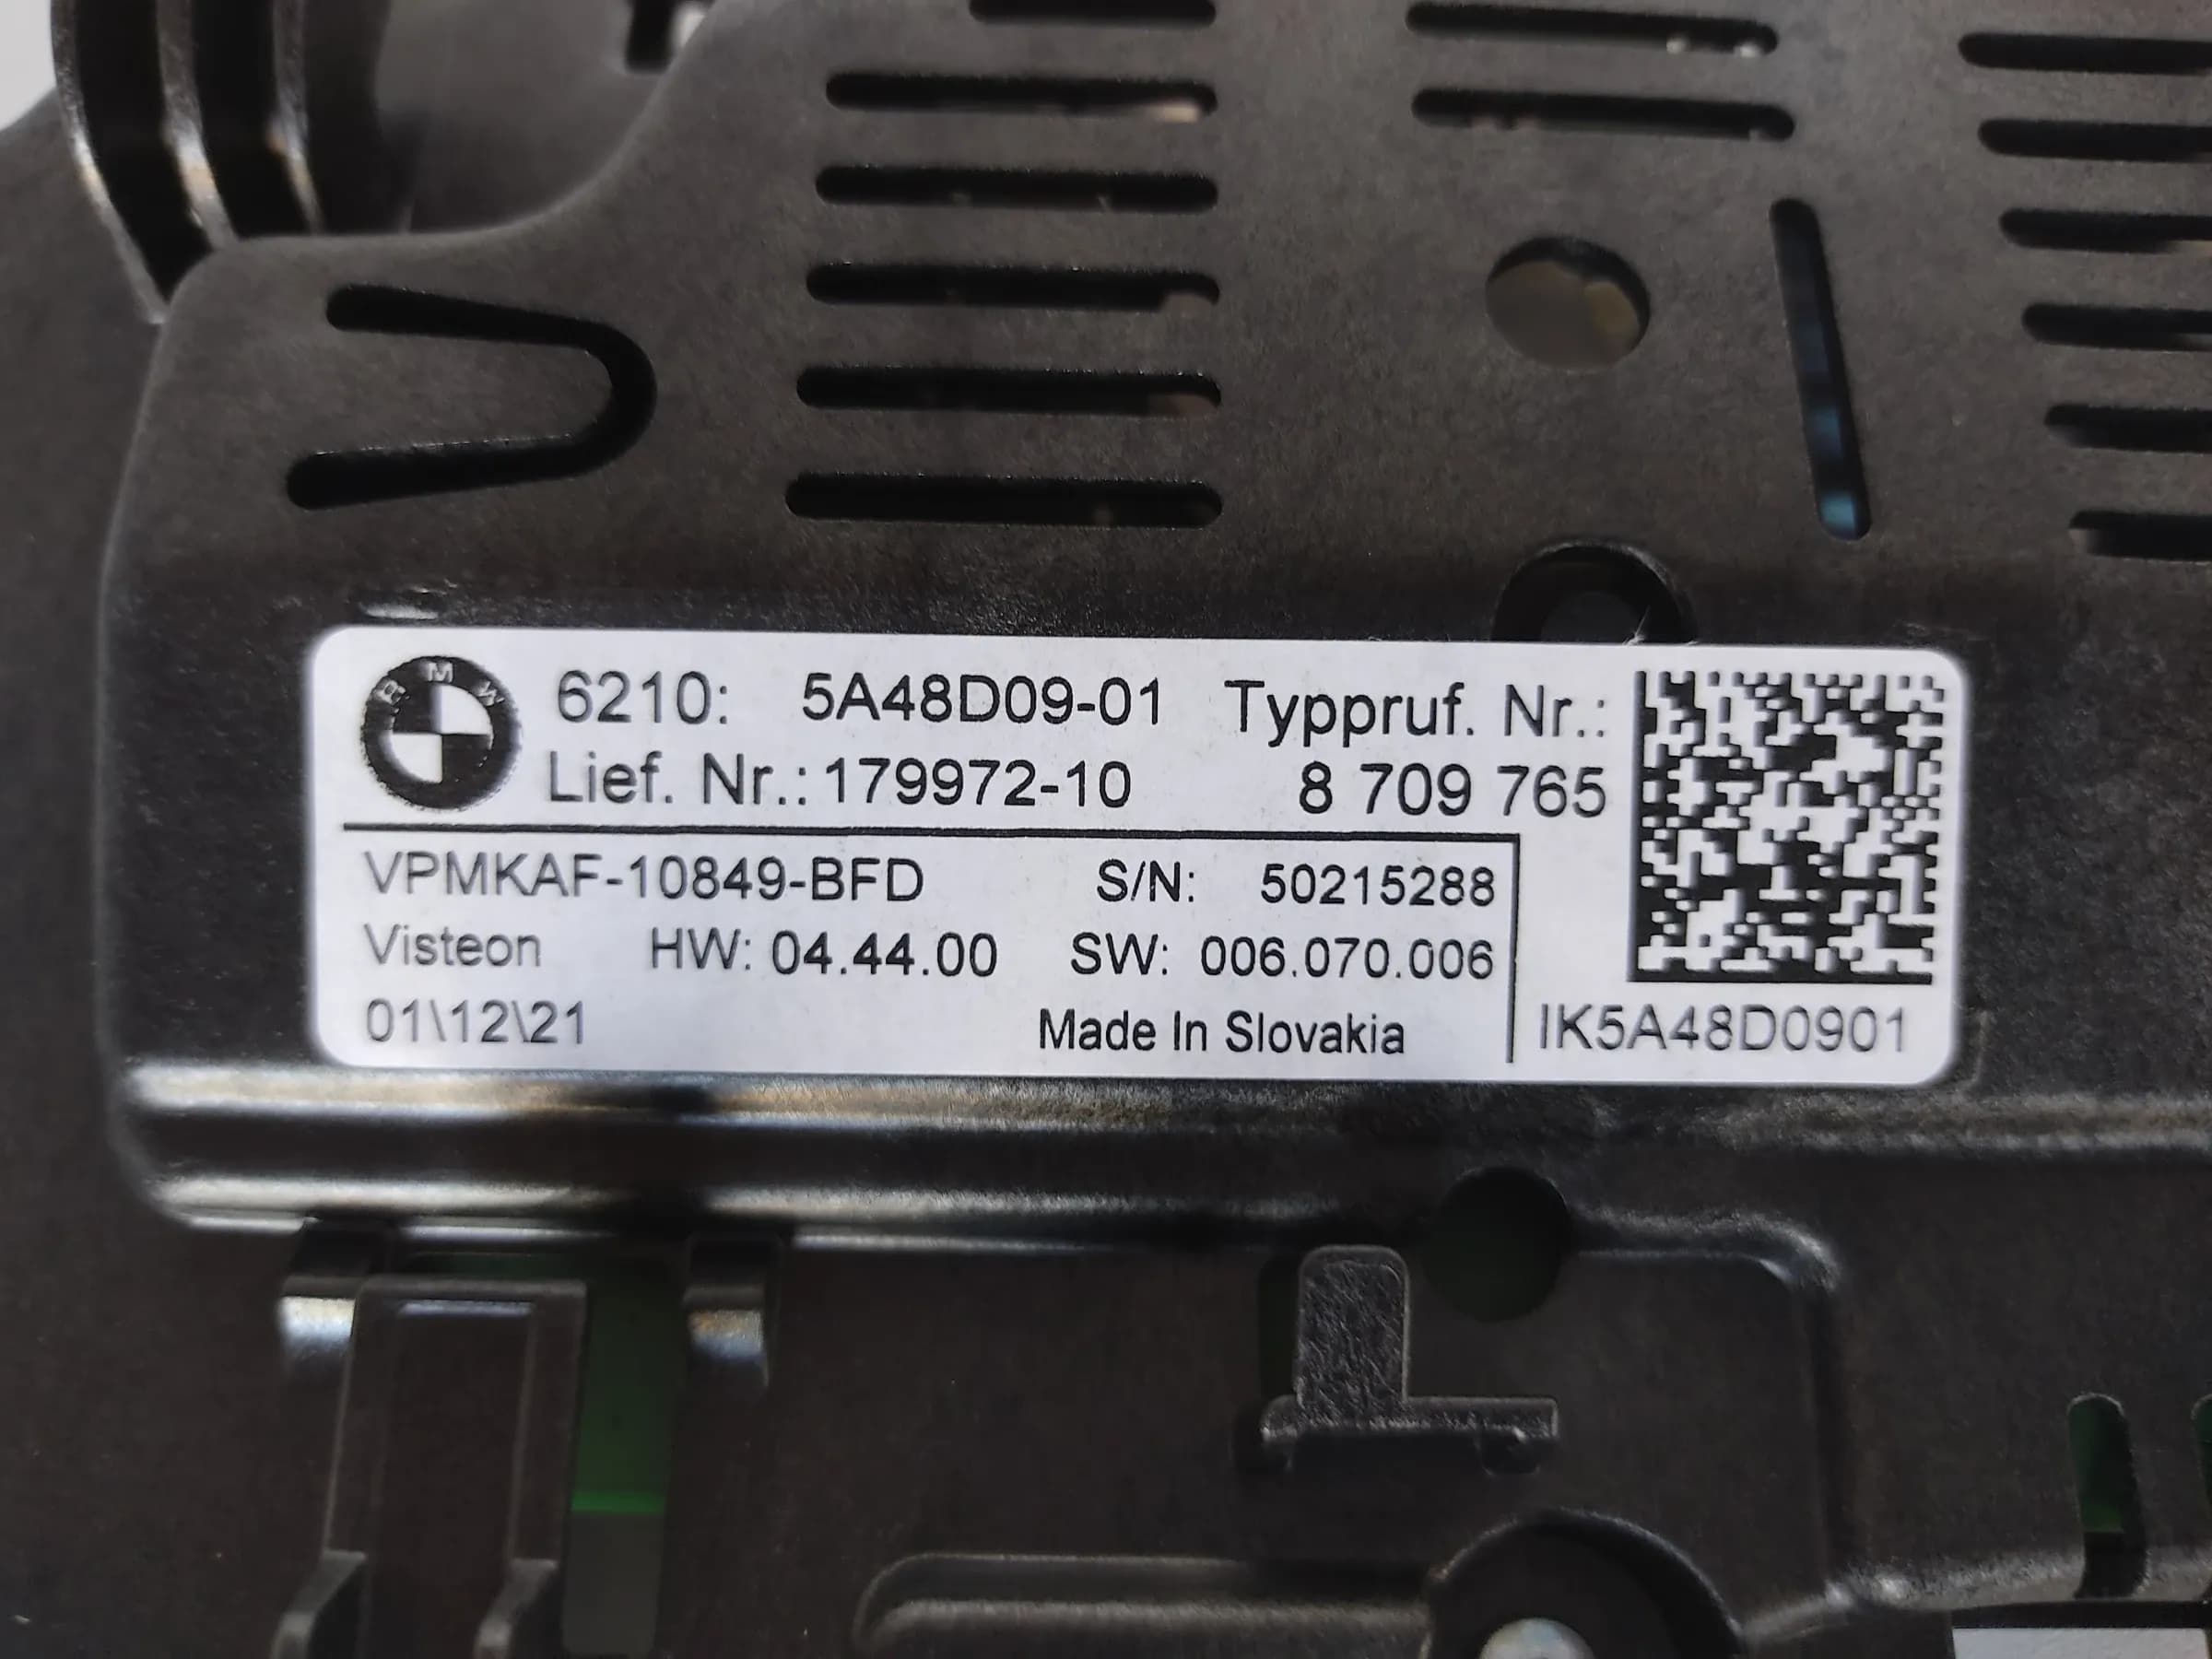 BMW
6210: 5A48D09-01 Typpruf. Nr.:
Lief. Nr.: 179972-10 8 709 765
VPMKAF-10849-BFD S/N: 50215288
Visteon HW: 04.44.00 SW: 006.070.006
01\12\21 Made In Slovakia IK5A48D0901